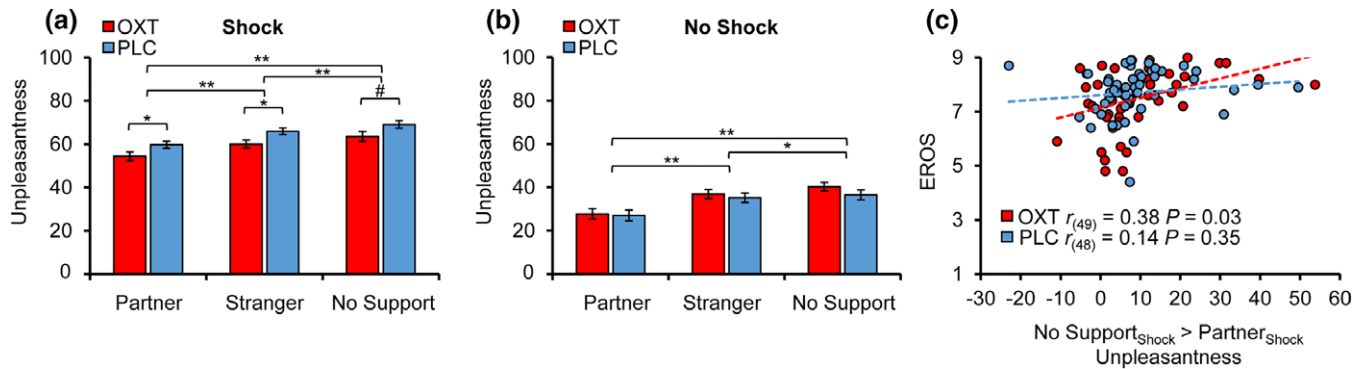 (a)
OXT
PLC
Shock
Unpleasantness
100
80
60
40
20
0
**
**
**
*
*
#
Partner
Stranger
No Support
(b)
OXT
PLC
No Shock
Unpleasantness
100
80
60
40
20
0
**
**
*
Partner
Stranger
No Support
(c)
EROS
9
7
5
3
1
OXT r(49) = 0.38 P = 0.03
PLC r(48) = 0.14 P = 0.35
-30 -20 -10 0 10 20 30 40 50 60
No SupportShock > PartnerShock
Unpleasantness